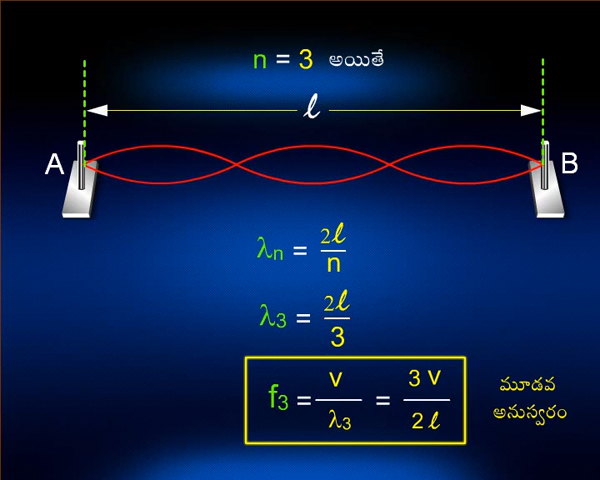 n = 3 అయితే
ℓ
A B
λn = 2ℓ/n
λ3 = 2ℓ/3
f3 = v/λ3 = 3 v/2 ℓ
మూడవ
అనుస్వరం